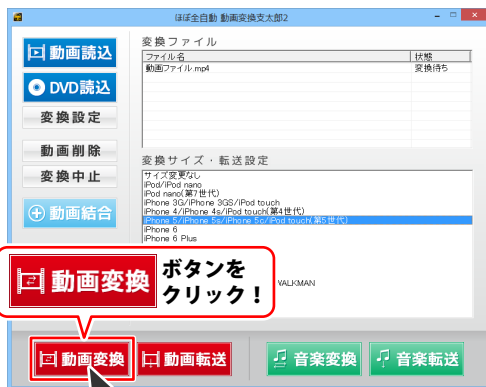 ほぼ全自動 動画変換支太郎2
動画読込
DVD読込
変換設定
動画削除
変換中止
動画結合
変換ファイル
ファイル名
状態
動画ファイル.mp4
変換待ち
変換サイズ・転送設定
サイズ変更なし
iPod/iPod nano
iPod nano(第7世代)
iPhone 3G/iPhone 3GS/iPod touch
iPhone 4/iPhone 4s/iPod touch(第4世代)
iPhone 5/iPhone 5s/iPhone 5c/iPod touch(第5世代)
iPhone 6
iPhone 6 Plus
VALKMAN
動画変換
ボタンを
クリック！
動画変換
動画転送
音楽変換
音楽転送